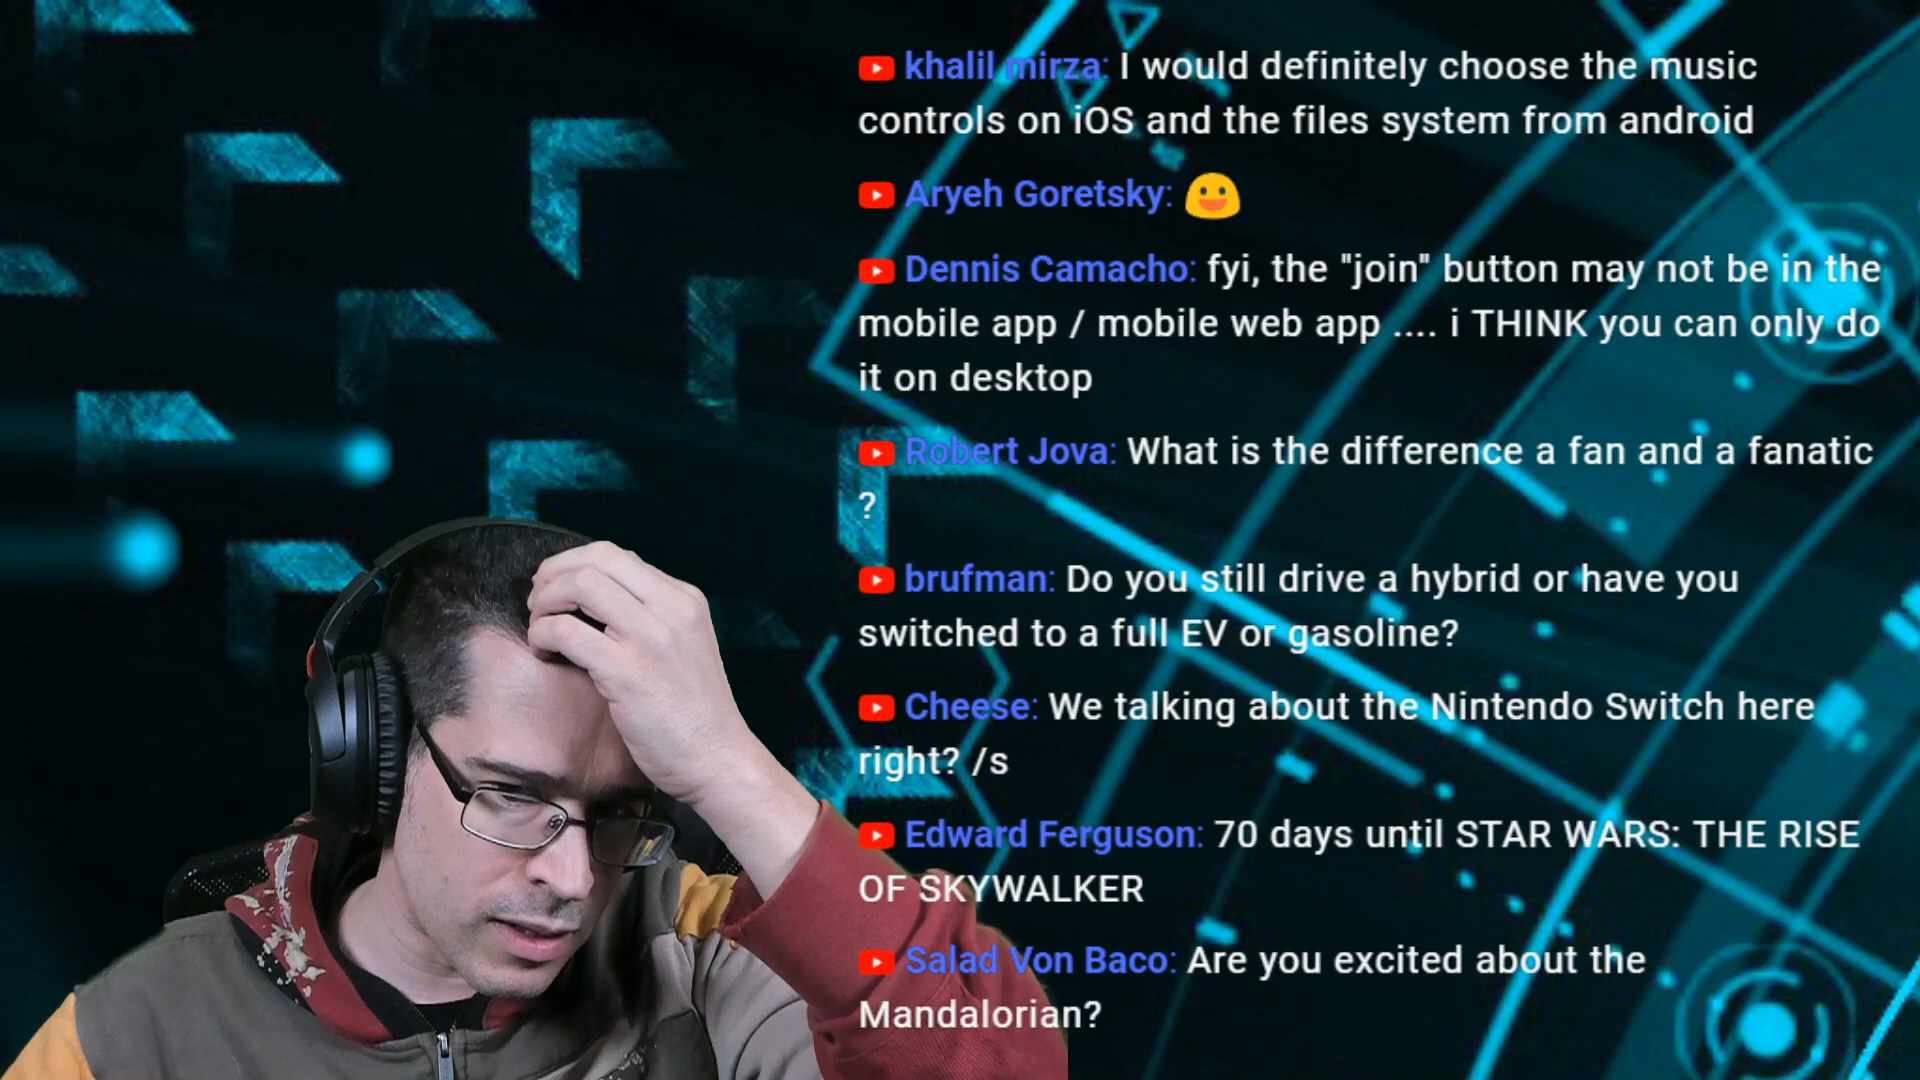 khalil mirza: I would definitely choose the music
controls on iOS and the files system from android
Aryeh Goretsky: 😃
Dennis Camacho: fyi, the "join" button may not be in the
mobile app / mobile web app .... i THINK you can only do
it on desktop
Robert Jova: What is the difference a fan and a fanatic
?
brufman: Do you still drive a hybrid or have you
switched to a full EV or gasoline?
Cheese: We talking about the Nintendo Switch here
right? /s
Edward Ferguson: 70 days until STAR WARS: THE RISE
OF SKYWALKER
Salad Von Baco: Are you excited about the
Mandalorian?